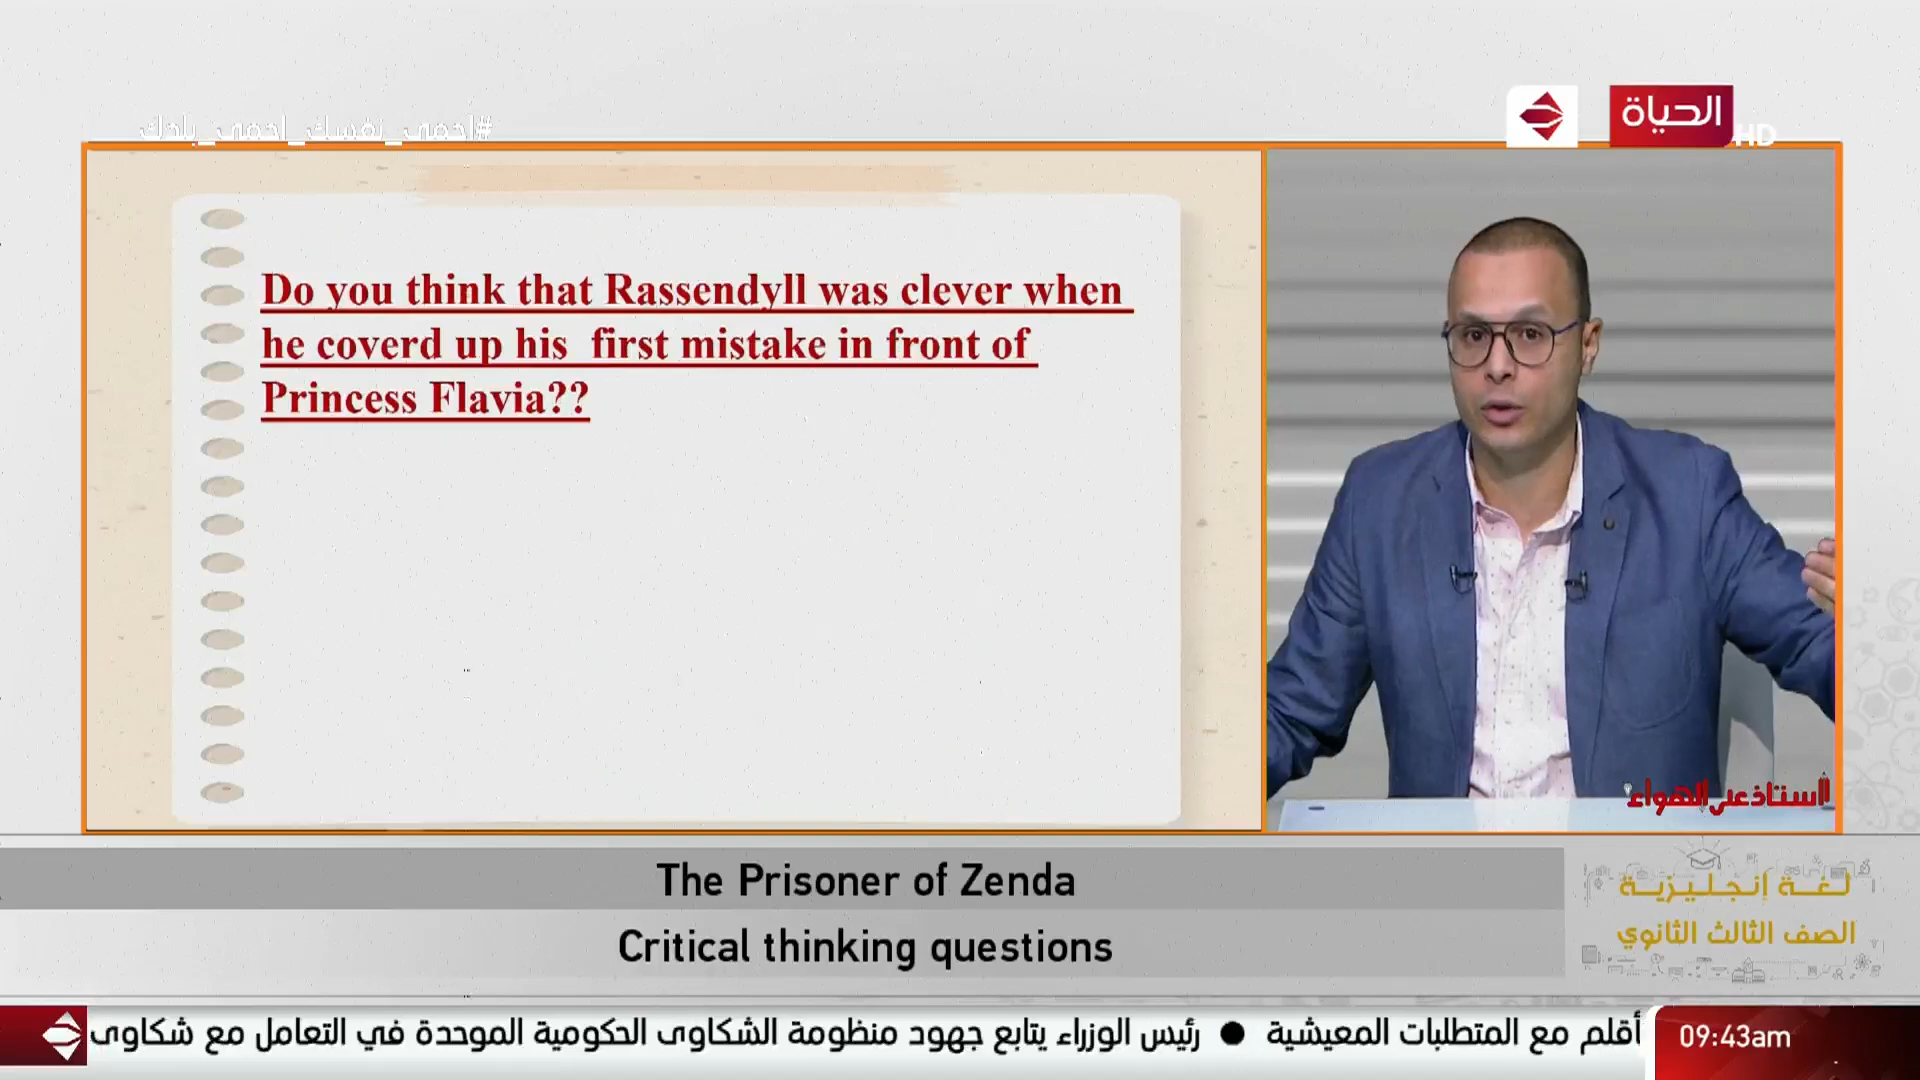 #احمي_نفسك_احمي_بلدك
الحياة
HD
Do you think that Rassendyll was clever when
he coverd up his first mistake in front of
Princess Flavia??
أستاذ على الهواء
The Prisoner of Zenda
Critical thinking questions
لغة إنجليزية
الصف الثالث الثانوي
أقلم مع المتطلبات المعيشية ● رئيس الوزراء يتابع جهود منظومة الشكاوى الحكومية الموحدة في التعامل مع شكاوى
09:43am